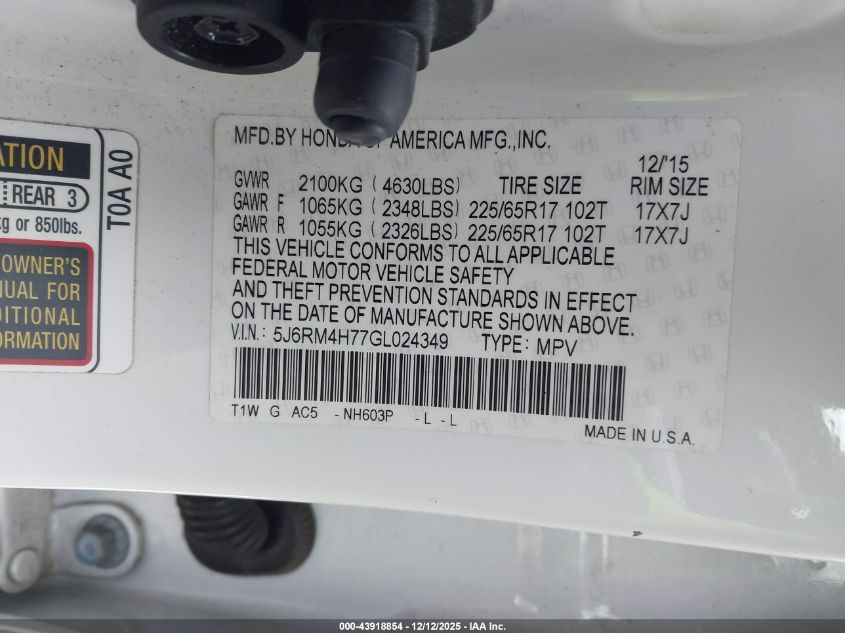 ATION
REAR 3
kg or 850lbs.
OWNER'S
NUAL FOR
DITIONAL
ORMATION
T0A A0
MFD.BY HONDA OF AMERICA MFG.,INC.
12/'15
GVWR 2100KG (4630LBS) TIRE SIZE RIM SIZE
GAWR F 1065KG (2348LBS) 225/65R17 102T 17X7J
GAWR R 1055KG (2326LBS) 225/65R17 102T 17X7J
THIS VEHICLE CONFORMS TO ALL APPLICABLE
FEDERAL MOTOR VEHICLE SAFETY
AND THEFT PREVENTION STANDARDS IN EFFECT
ON THE DATE OF MANUFACTURE SHOWN ABOVE.
V.I.N.: 5J6RM4H77GL024349 TYPE: MPV
T1W G AC5 -NH603P -L -L
MADE IN U.S.A.
000-43918854 - 12/12/2025 - IAA Inc.